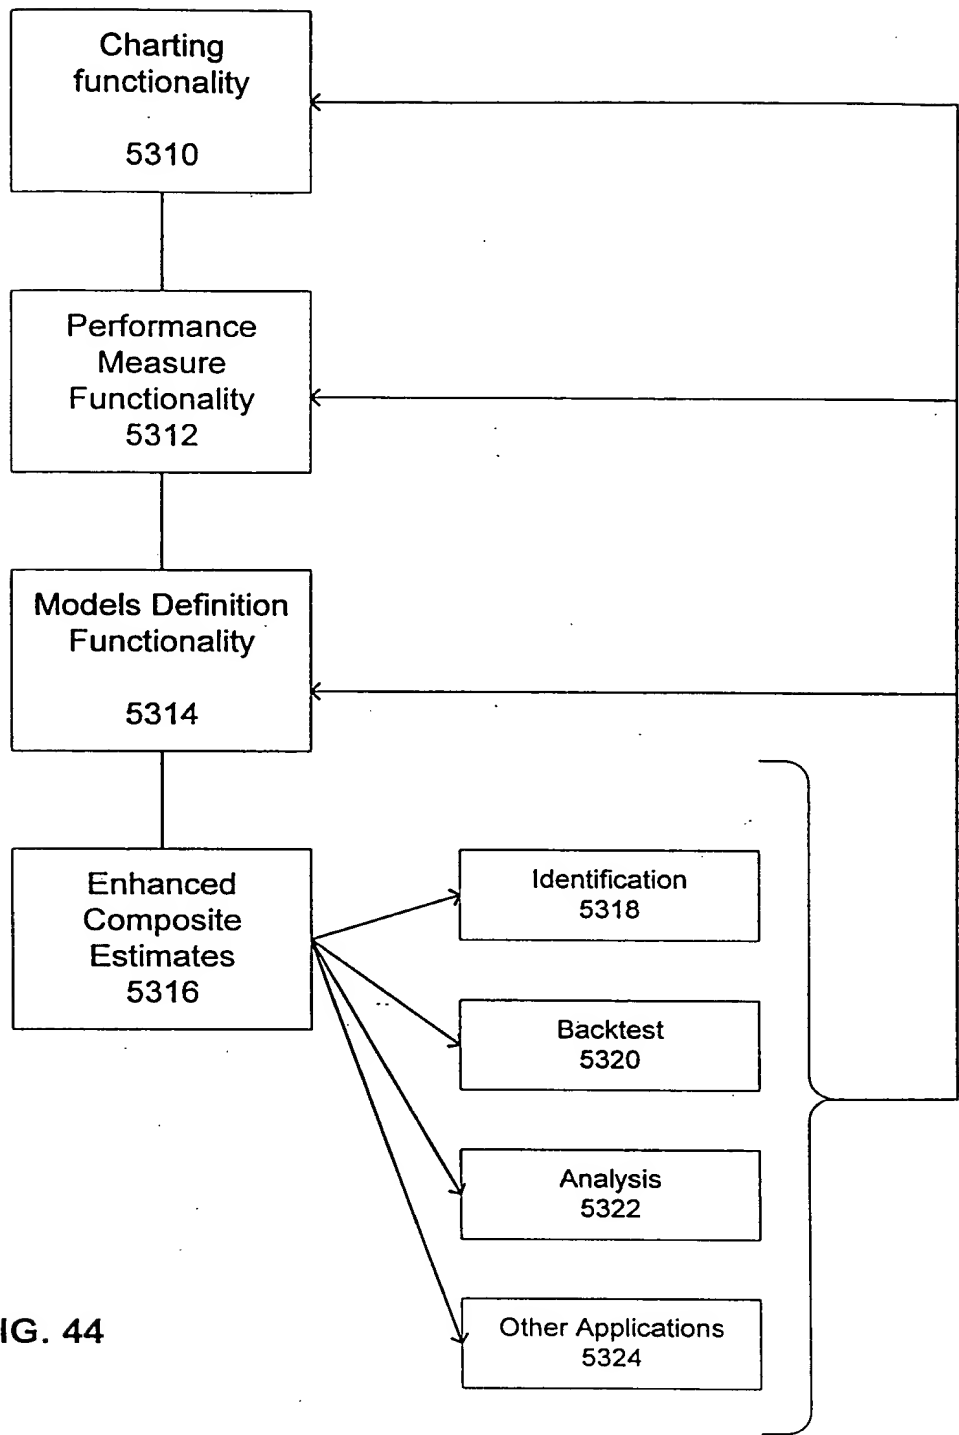 Charting
functionality
5310
Performance
Measure
Functionality
5312
Models Definition
Functionality
5314
Enhanced
Composite
Estimates
5316
Identification
5318
Backtest
5320
Analysis
5322
Other Applications
5324
IG. 44